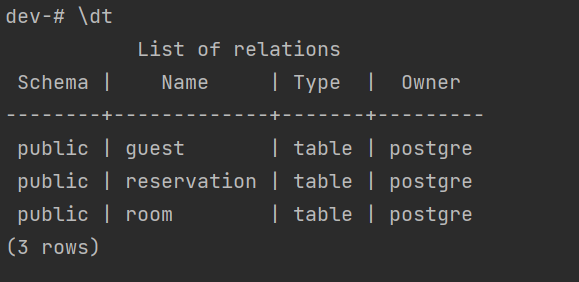 dev-# \dt
            List of relations
 Schema |    Name     | Type  |  Owner
--------+-------------+-------+---------
 public | guest       | table | postgre
 public | reservation | table | postgre
 public | room        | table | postgre
(3 rows)